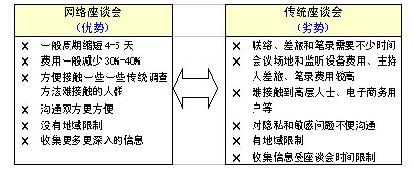 网络座谈会
（优势）
× 一般周期缩短 4-5 天
× 费用一般减少 30%-40%
× 方便接触一些一些传统调查
方法难接触的人群
× 沟通双方更方便
× 没有地域限制
× 收集更多更深入的信息
传统座谈会
（劣势）
× 联络、差旅和笔录需要不少时间
× 会议场地和监听设备费用、主持
人差旅、笔录费用较高
× 难接触到高层人士、电子商务用
户等
× 对隐私和敏感问题不便沟通
× 有地域限制
× 收集信息受座谈会时间限制